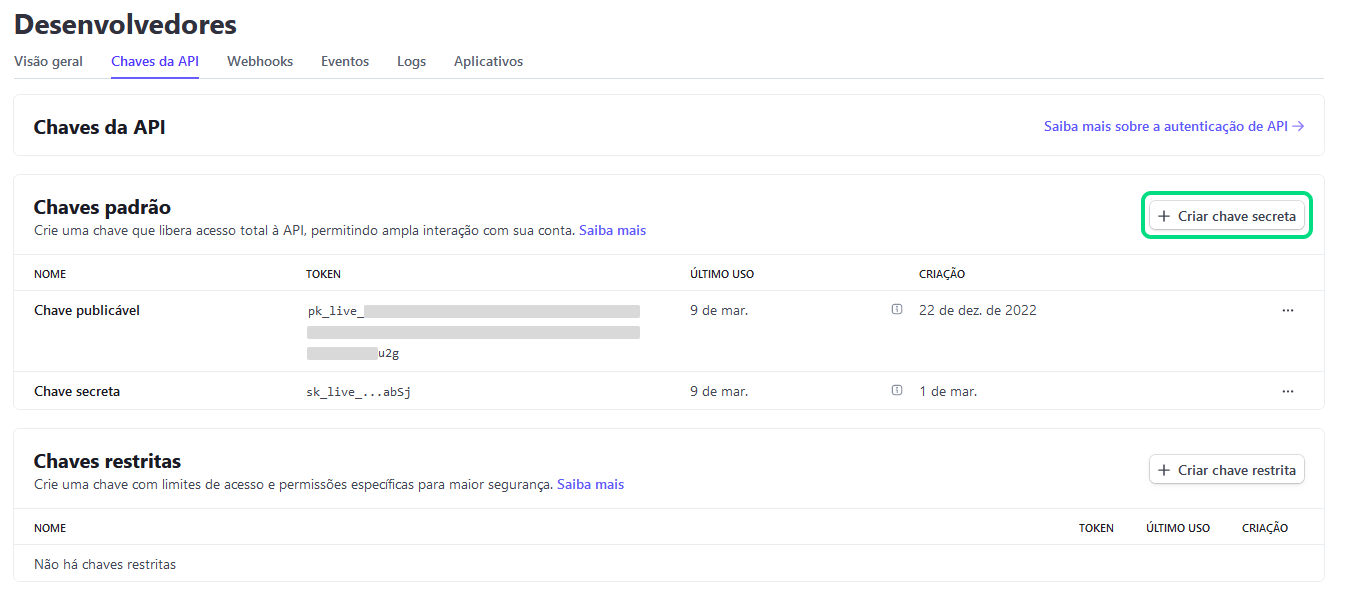 Desenvolvedores
Visão geral Chaves da API Webhooks Eventos Logs Aplicativos
Chaves da API
Saiba mais sobre a autenticação de API →
Chaves padrão
Crie uma chave que libera acesso total à API, permitindo ampla interação com sua conta. Saiba mais
+ Criar chave secreta
NOME TOKEN ÚLTIMO USO CRIAÇÃO
Chave publicável pk_live_ 9 de mar. 22 de dez. de 2022 ...
u2g
Chave secreta sk_live_...abSj 9 de mar. 1 de mar. ...
Chaves restritas
Crie uma chave com limites de acesso e permissões específicas para maior segurança. Saiba mais
+ Criar chave restrita
NOME TOKEN ÚLTIMO USO CRIAÇÃO
Não há chaves restritas